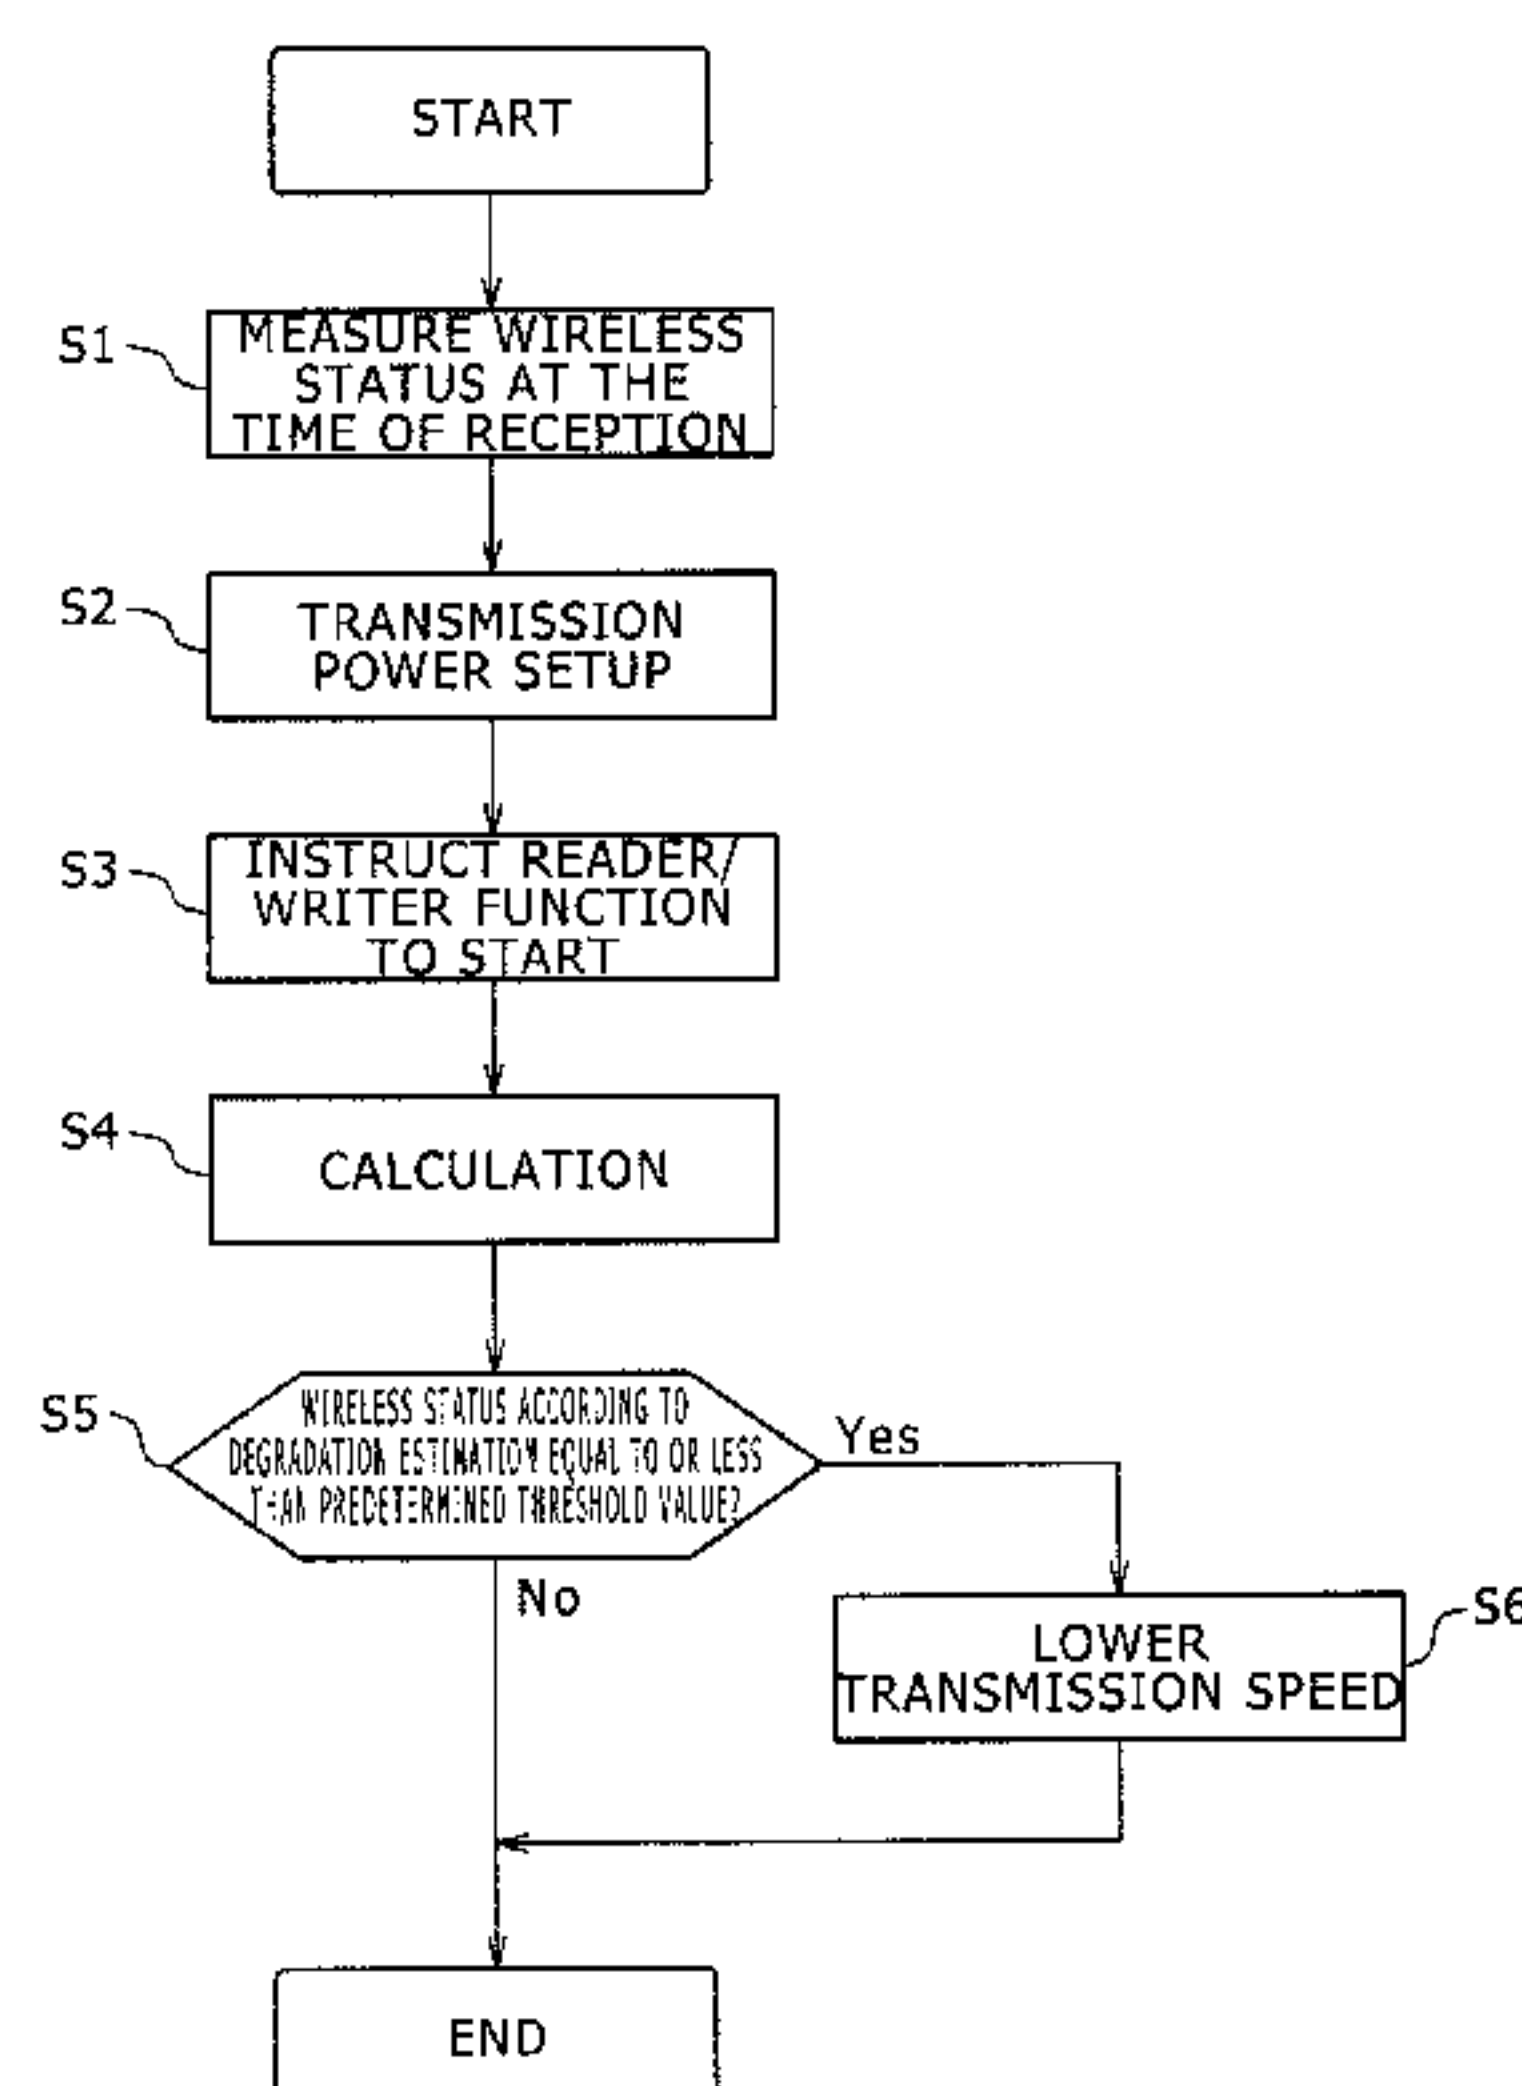 START
S1
MEASURE WIRELESS
STATUS AT THE
TIME OF RECEPTION
S2
TRANSMISSION
POWER SETUP
S3
INSTRUCT READER/
WRITER FUNCTION
TO START
S4
CALCULATION
S5
WIRELESS STATUS ACCORDING TO
DEGRADATION ESTIMATION EQUAL TO OR LESS
THAN PREDETERMINED THRESHOLD VALUE?
Yes
No
S6
LOWER
TRANSMISSION SPEED
END